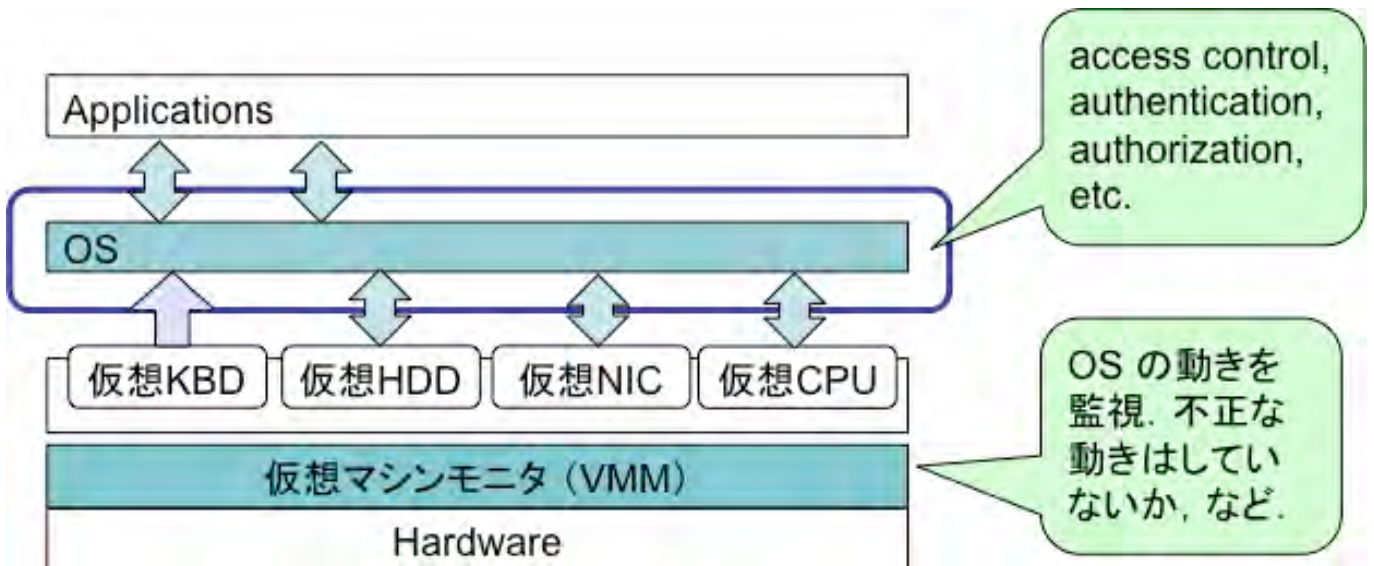 access control,
authentication,
authorization,
etc.
Applications
OS
仮想KBD
仮想HDD
仮想NIC
仮想CPU
OS の動きを
監視. 不正な
動きはしてい
ないか, など.
仮想マシンモニタ（VMM）
Hardware